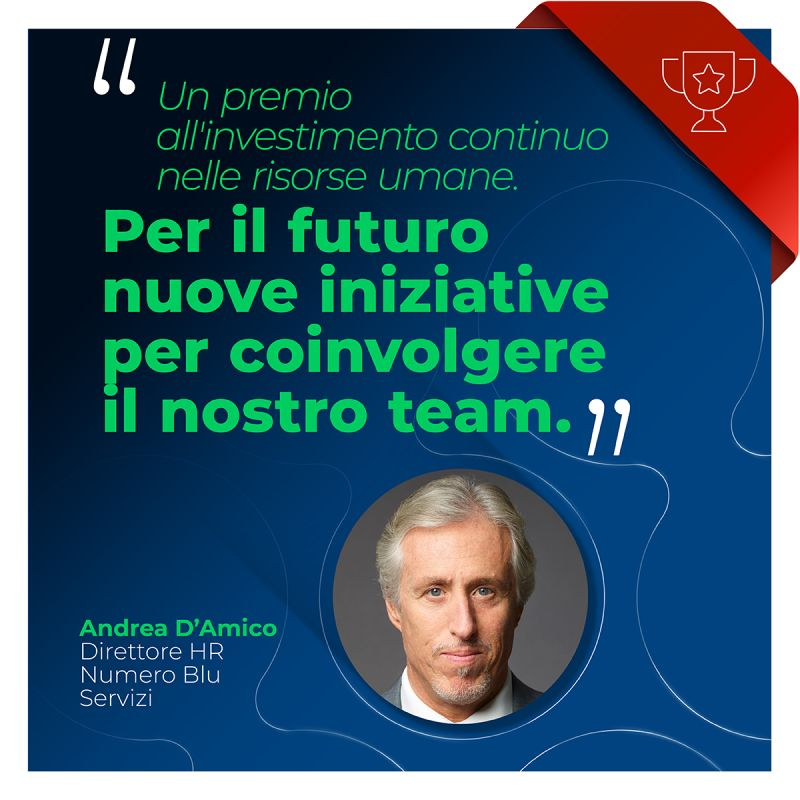 “
Un premio
all'investimento continuo
nelle risorse umane.
Per il futuro
nuove iniziative
per coinvolgere
il nostro team.”
Andrea D’Amico
Direttore HR
Numero Blu
Servizi